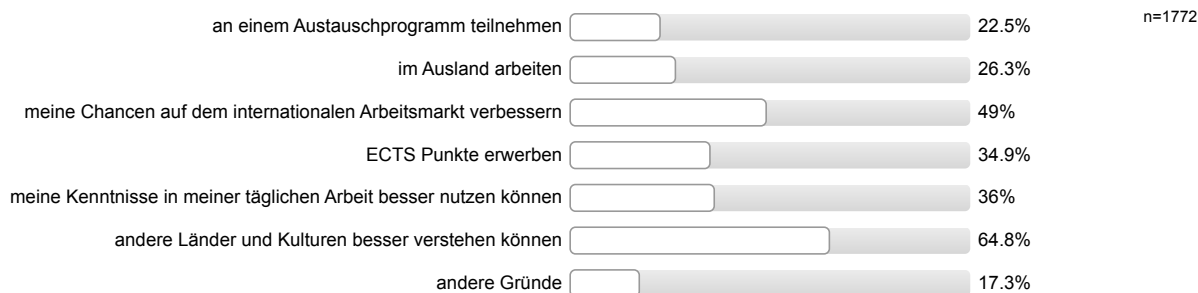 an einem Austauschprogramm teilnehmen 22.5% n=1772
im Ausland arbeiten 26.3%
meine Chancen auf dem internationalen Arbeitsmarkt verbessern 49%
ECTS Punkte erwerben 34.9%
meine Kenntnisse in meiner täglichen Arbeit besser nutzen können 36%
andere Länder und Kulturen besser verstehen können 64.8%
andere Gründe 17.3%